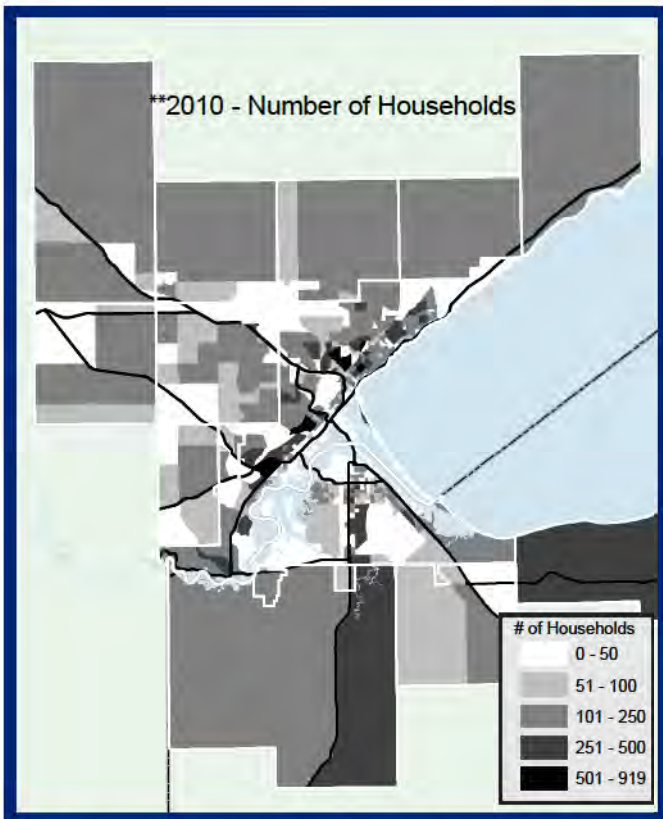 **2010 - Number of Households
# of Households
0 - 50
51 - 100
101 - 250
251 - 500
501 - 919